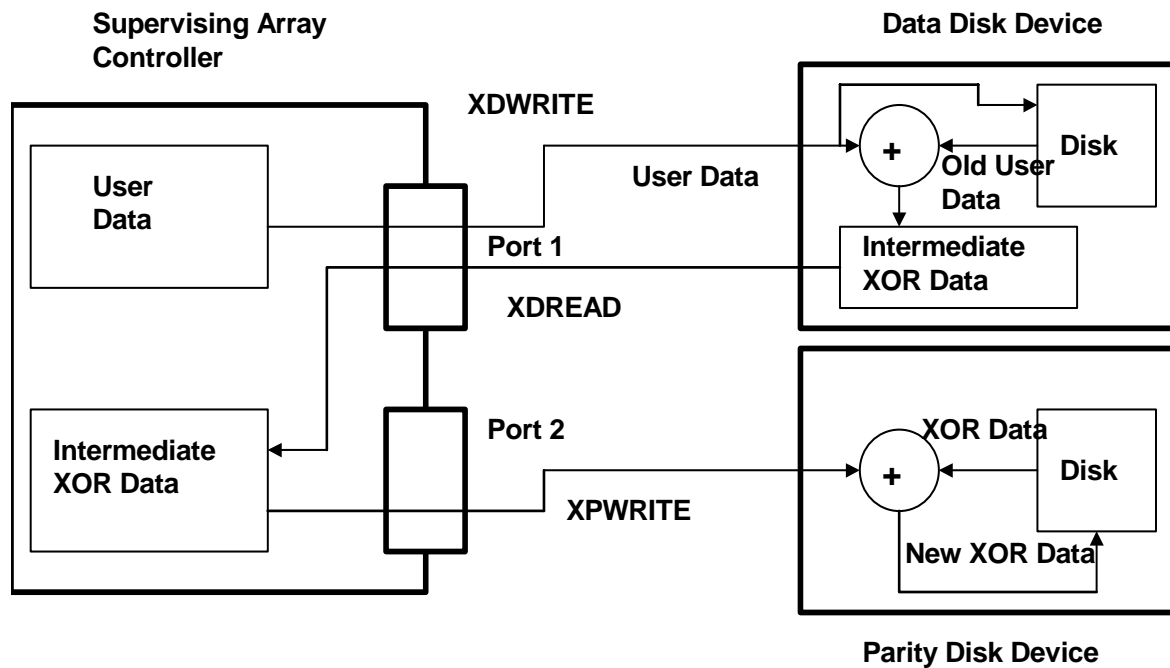 Supervising Array
Controller
Data Disk Device
XDWRITE
User
Data
User Data
+
Disk
Old User
Data
Port 1
Intermediate
XOR Data
XDREAD
Intermediate
XOR Data
Port 2
XPWRITE
XOR Data
+
Disk
New XOR Data
Parity Disk Device